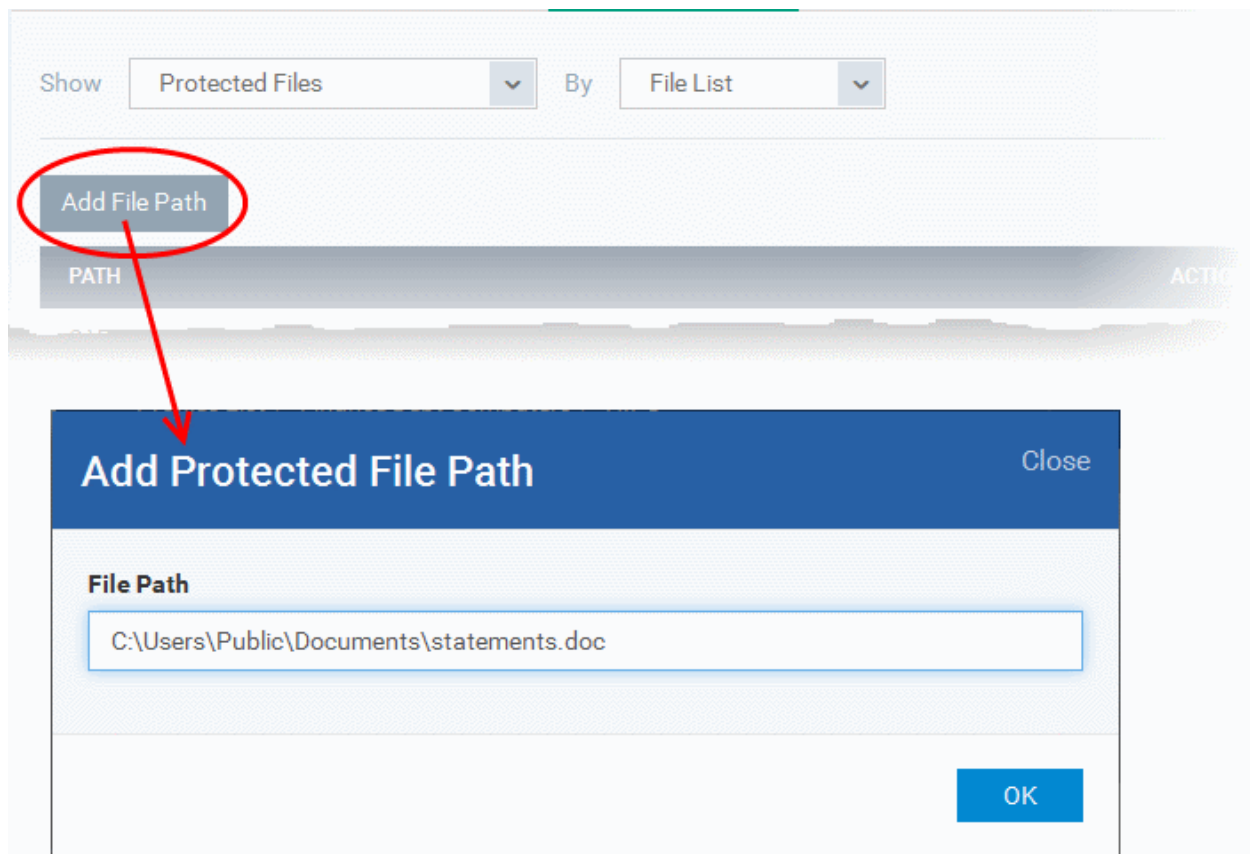 Show Protected Files By File List
Add File Path
PATH ACTIO
Add Protected File Path Close
File Path
C:\Users\Public\Documents\statements.doc
OK